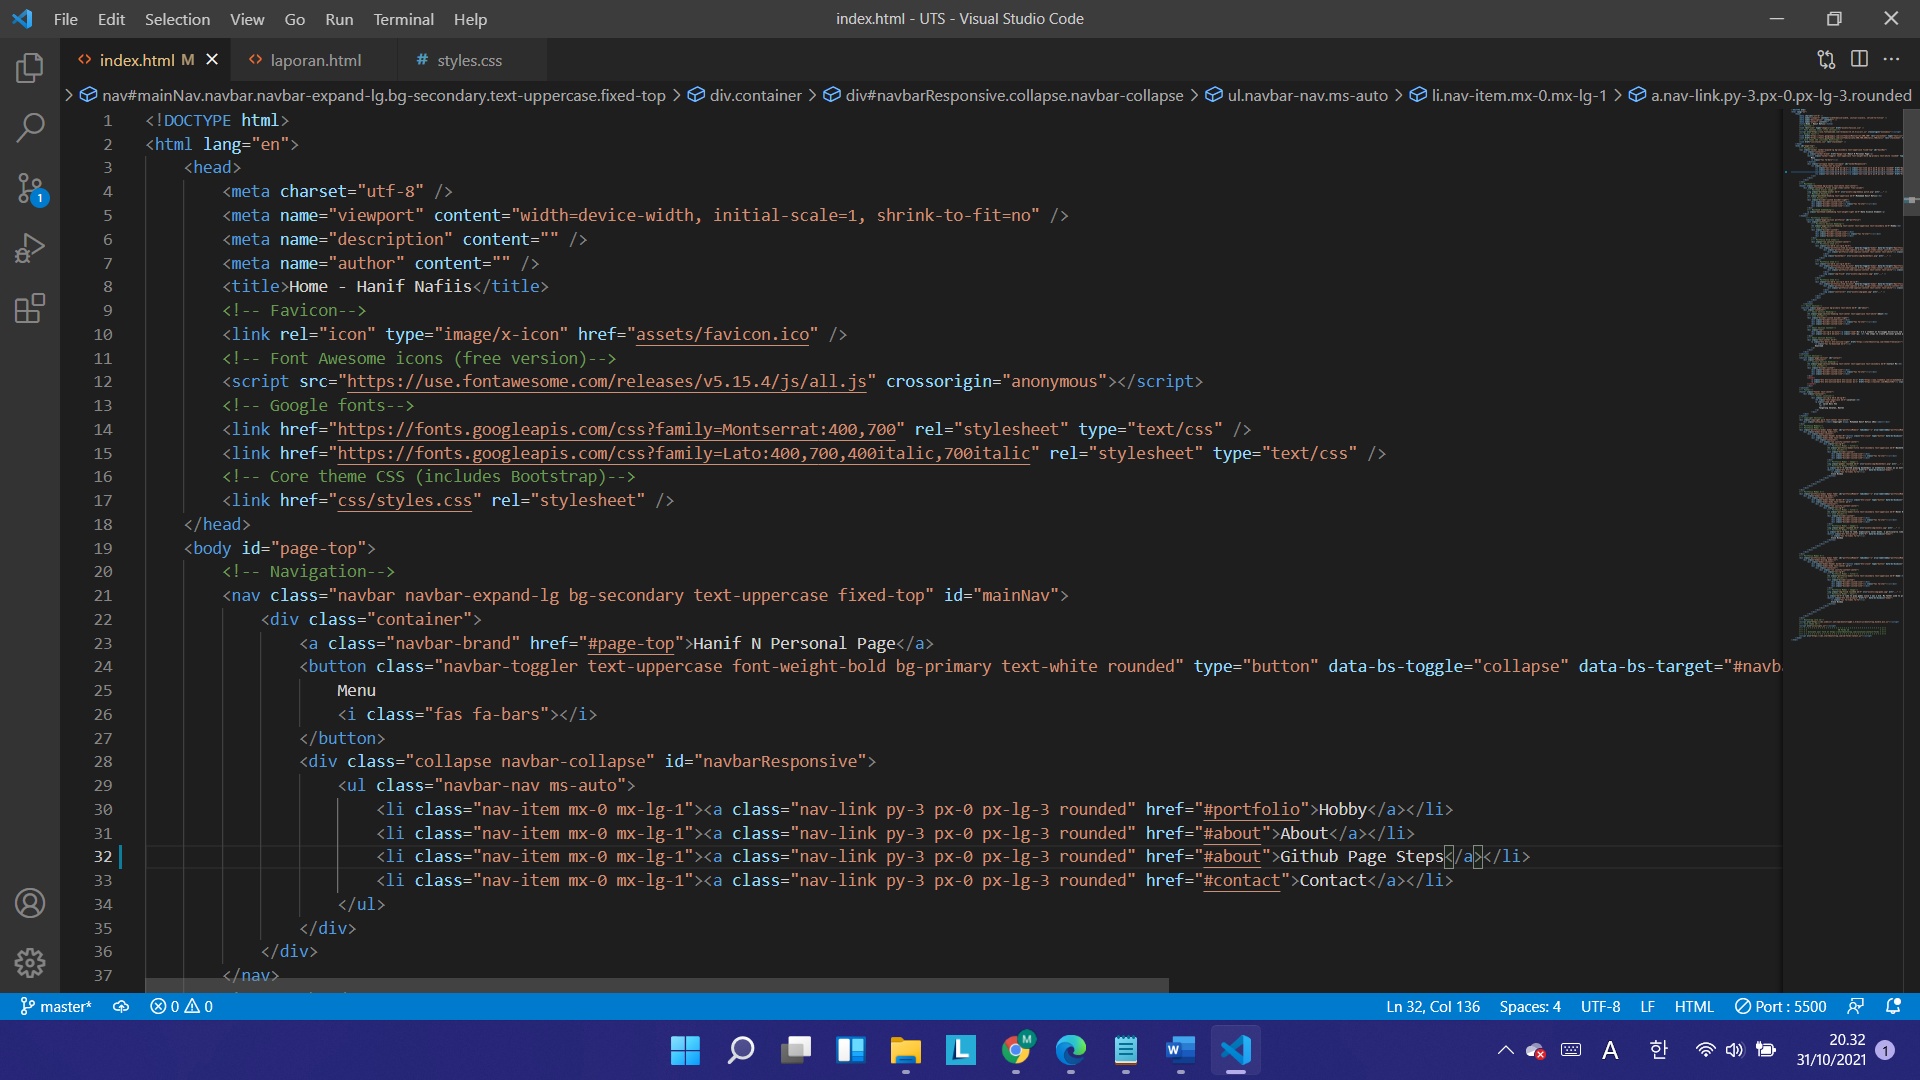 File Edit Selection View Go Run Terminal Help
index.html - UTS - Visual Studio Code
index.html M
laporan.html
# styles.css
nav#mainNav.navbar.navbar-expand-lg.bg-secondary.text-uppercase.fixed-top > div.container > div#navbarResponsive.collapse.navbar-collapse > ul.navbar-nav.ms-auto > li.nav-item.mx-0.mx-lg-1 > a.nav-link.py-3.px-0.px-lg-3.rounded
1 <!DOCTYPE html>
2 <html lang="en">
3 <head>
4 <meta charset="utf-8" />
5 <meta name="viewport" content="width=device-width, initial-scale=1, shrink-to-fit=no" />
6 <meta name="description" content="" />
7 <meta name="author" content="" />
8 <title>Home - Hanif Nafiis</title>
9 <!-- Favicon-->
10 <link rel="icon" type="image/x-icon" href="assets/favicon.ico" />
11 <!-- Font Awesome icons (free version)-->
12 <script src="https://use.fontawesome.com/releases/v5.15.4/js/all.js" crossorigin="anonymous"></script>
13 <!-- Google fonts-->
14 <link href="https://fonts.googleapis.com/css?family=Montserrat:400,700" rel="stylesheet" type="text/css" />
15 <link href="https://fonts.googleapis.com/css?family=Lato:400,700,400italic,700italic" rel="stylesheet" type="text/css" />
16 <!-- Core theme CSS (includes Bootstrap)-->
17 <link href="css/styles.css" rel="stylesheet" />
18 </head>
19 <body id="page-top">
20 <!-- Navigation-->
21 <nav class="navbar navbar-expand-lg bg-secondary text-uppercase fixed-top" id="mainNav">
22 <div class="container">
23 <a class="navbar-brand" href="#page-top">Hanif N Personal Page</a>
24 <button class="navbar-toggler text-uppercase font-weight-bold bg-primary text-white rounded" type="button" data-bs-toggle="collapse" data-bs-target="#navba
25 Menu
26 <i class="fas fa-bars"></i>
27 </button>
28 <div class="collapse navbar-collapse" id="navbarResponsive">
29 <ul class="navbar-nav ms-auto">
30 <li class="nav-item mx-0 mx-lg-1"><a class="nav-link py-3 px-0 px-lg-3 rounded" href="#portfolio">Hobby</a></li>
31 <li class="nav-item mx-0 mx-lg-1"><a class="nav-link py-3 px-0 px-lg-3 rounded" href="#about">About</a></li>
32 <li class="nav-item mx-0 mx-lg-1"><a class="nav-link py-3 px-0 px-lg-3 rounded" href="#about">Github Page Steps</a></li>
33 <li class="nav-item mx-0 mx-lg-1"><a class="nav-link py-3 px-0 px-lg-3 rounded" href="#contact">Contact</a></li>
34 </ul>
35 </div>
36 </div>
37 </nav>
1
master* 0 0
Ln 32, Col 136 Spaces: 4 UTF-8 LF HTML Port : 5500
L
M
W
A 한
20.32
31/10/2021
1